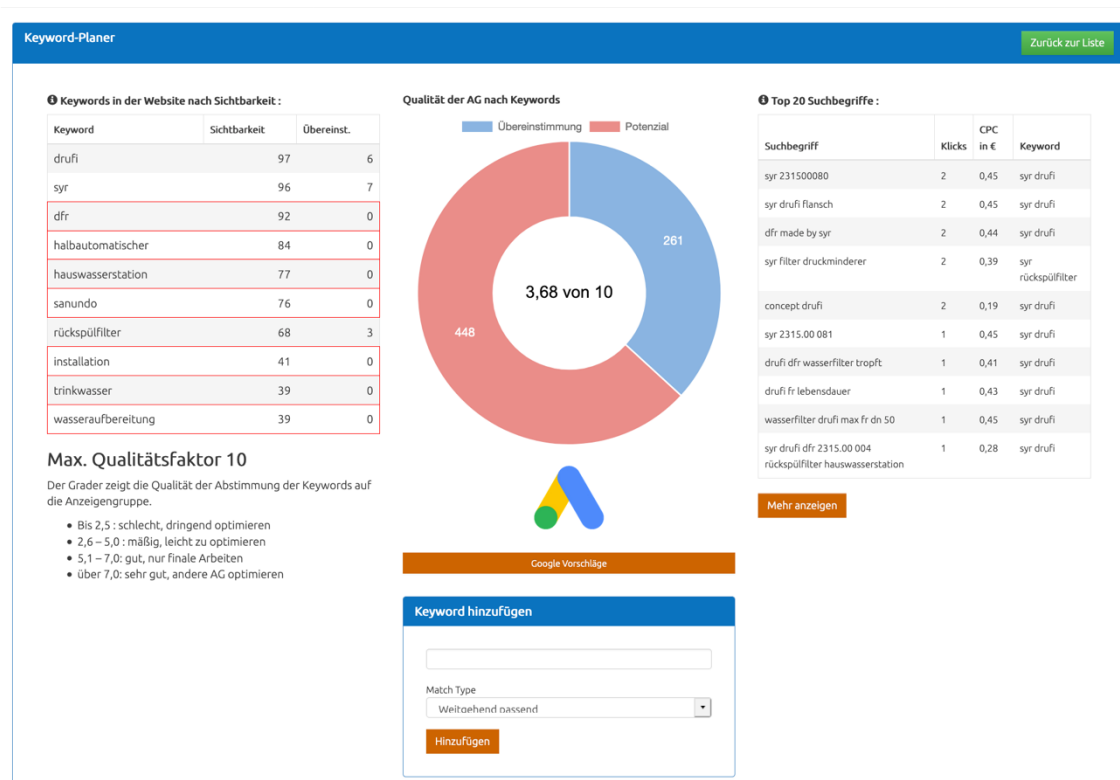 Keyword-Planer
Zurück zur Liste
Keywords in der Website nach Sichtbarkeit :
Keyword Sichtbarkeit Übereinst.
drufi 97 6
syr 96 7
dfr 92 0
halbautomatischer 84 0
hauswasserstation 77 0
sanundo 76 0
rückspülfilter 68 3
installation 41 0
trinkwasser 39 0
wasseraufbereitung 39 0
Max. Qualitätsfaktor 10
Der Grader zeigt die Qualität der Abstimmung der Keywords auf
die Anzeigengruppe.
Bis 2,5 : schlecht, dringend optimieren
2,6 – 5,0 : mäßig, leicht zu optimieren
5,1 – 7,0: gut, nur finale Arbeiten
über 7,0: sehr gut, andere AG optimieren
Qualität der AG nach Keywords
Übereinstimmung Potenzial
261
3,68 von 10
448
Google Vorschläge
Keyword hinzufügen
Match Type
Weitgehend passend
Hinzufügen
Top 20 Suchbegriffe :
CPC
Suchbegriff Klicks in € Keyword
syr 231500080 2 0,45 syr drufi
syr drufi flansch 2 0,45 syr drufi
dfr made by syr 2 0,44 syr drufi
syr filter druckminderer 2 0,39 syr
rückspülfilter
concept drufi 2 0,19 syr drufi
syr 2315.00 081 1 0,45 syr drufi
drufi dfr wasserfilter tropft 1 0,41 syr drufi
drufi fr lebensdauer 1 0,43 syr drufi
wasserfilter drufi max fr dn 50 1 0,45 syr drufi
syr drufi dfr 2315.00 004 1 0,28 syr drufi
rückspülfilter hauswasserstation
Mehr anzeigen